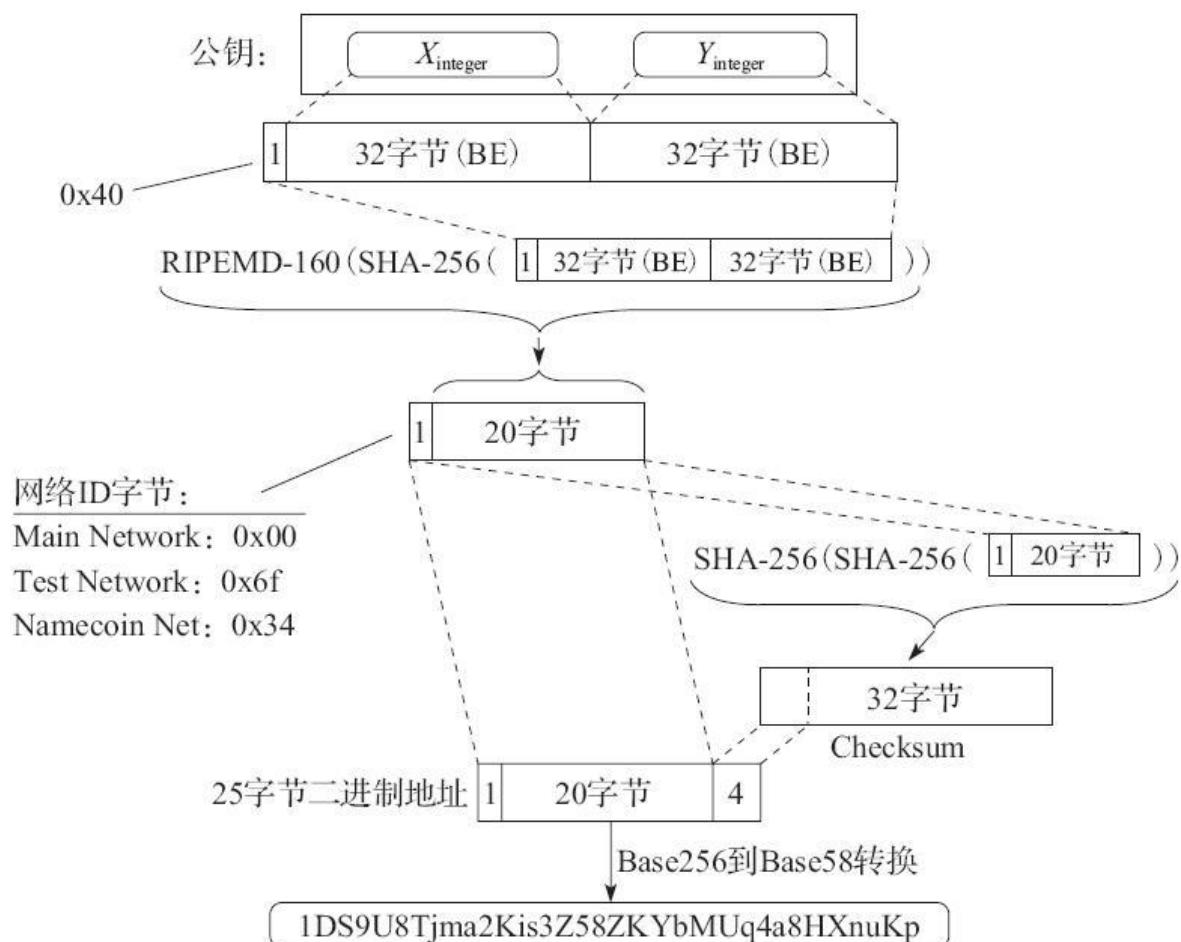 公钥: Xinteger Yinteger
1 32字节(BE) 32字节(BE)
0x40
RIPEMD-160(SHA-256( 1 32字节(BE) 32字节(BE) ))
1 20字节
网络ID字节:
Main Network: 0x00
Test Network: 0x6f
Namecoin Net: 0x34
SHA-256(SHA-256( 1 20字节 ))
32字节
Checksum
25字节二进制地址 1 20字节 4
Base256到Base58转换
1DS9U8Tjma2Kis3Z58ZKYbMUq4a8HXnuKp